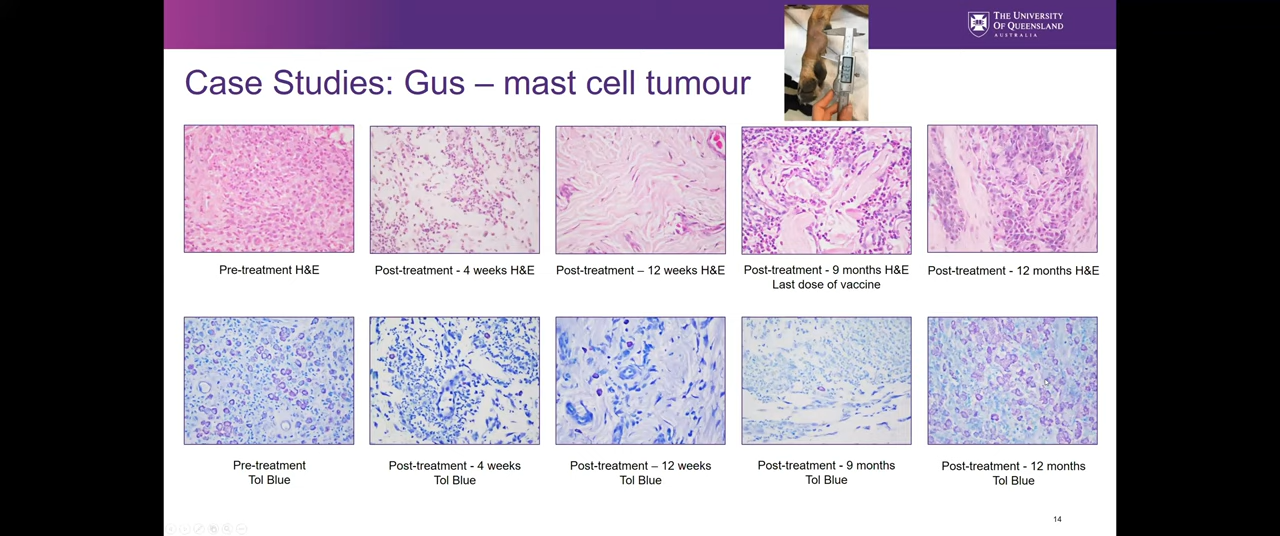 THE UNIVERSITY
OF QUEENSLAND
AUSTRALIA
Case Studies: Gus – mast cell tumour
Pre-treatment H&E
Post-treatment - 4 weeks H&E
Post-treatment – 12 weeks H&E
Post-treatment - 9 months H&E
Last dose of vaccine
Post-treatment - 12 months H&E
Pre-treatment
Tol Blue
Post-treatment - 4 weeks
Tol Blue
Post-treatment – 12 weeks
Tol Blue
Post-treatment - 9 months
Tol Blue
Post-treatment - 12 months
Tol Blue
14